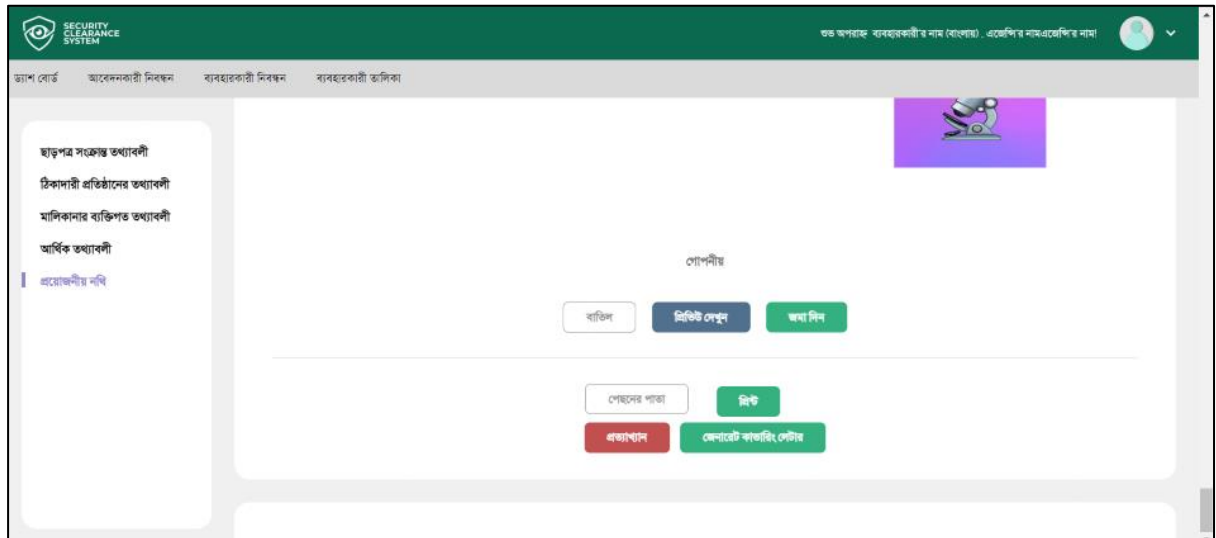 SECURITY
CLEARANCE
SYSTEM
শুভ অপরাহ্ন ব্যবহারকারী'র নাম (বাংলায়) , এজেন্সি'র নামএজেন্সি'র নাম!
ড্যাশ বোর্ড আবেদনকারী নিবন্ধন ব্যবহারকারী নিবন্ধন ব্যবহারকারী তালিকা
ছাড়পত্র সংক্রান্ত তথ্যাবলী
ঠিকাদারী প্রতিষ্ঠানের তথ্যাবলী
মালিকানার ব্যক্তিগত তথ্যাবলী
আর্থিক তথ্যাবলী
প্রয়োজনীয় নথি
গোপনীয়
বাতিল প্রিভিউ দেখুন জমা দিন
পেছনের পাতা প্রিন্ট
প্রত্যাখ্যান জেনারেট কাভারিং লেটার